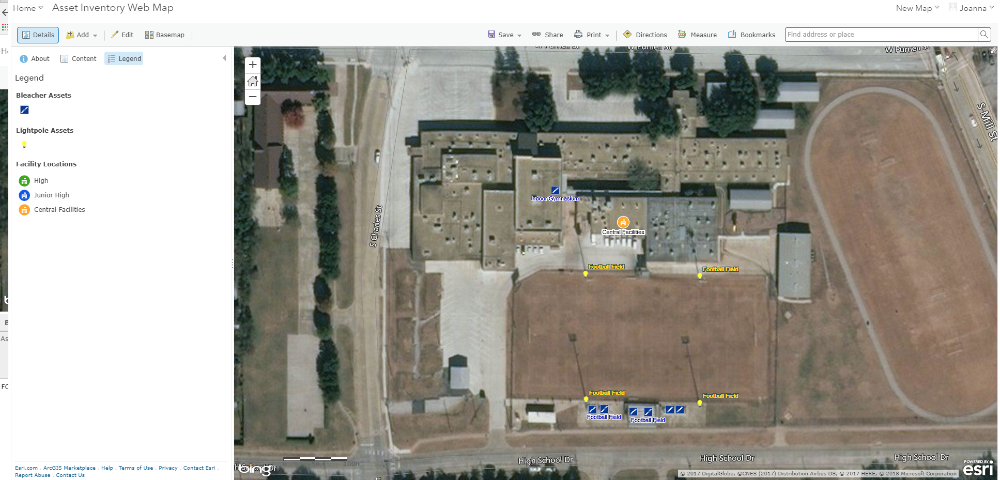 Home
Asset Inventory Web Map
New Map
Joanna
Details
Add
Edit
Basemap
Save
Share
Print
Directions
Measure
Bookmarks
Find address or place
About
Content
Legend
Legend
Bleacher Assets
Lightpole Assets
Facility Locations
High
Junior High
Central Facilities
Esri.com . ArcGIS Marketplace . Help . Terms of Use . Privacy . Contact Esri .
Report Abuse . Contact Us
W Purnell St
W Purnell St
W Purnell St
S Mill St
S Charles St
Indoor Gymnasium
Central Facilities
Football Field
Football Field
Football Field
Football Field
Football Field
Football Field
High School Dr
High School Dr
High School Dr
0 50 100ft
bing
POWERED BY
esri
© 2017 DigitalGlobe, ©CNES (2017) Distribution Airbus DS, © 2017 HERE, © 2018 Microsoft Corporation